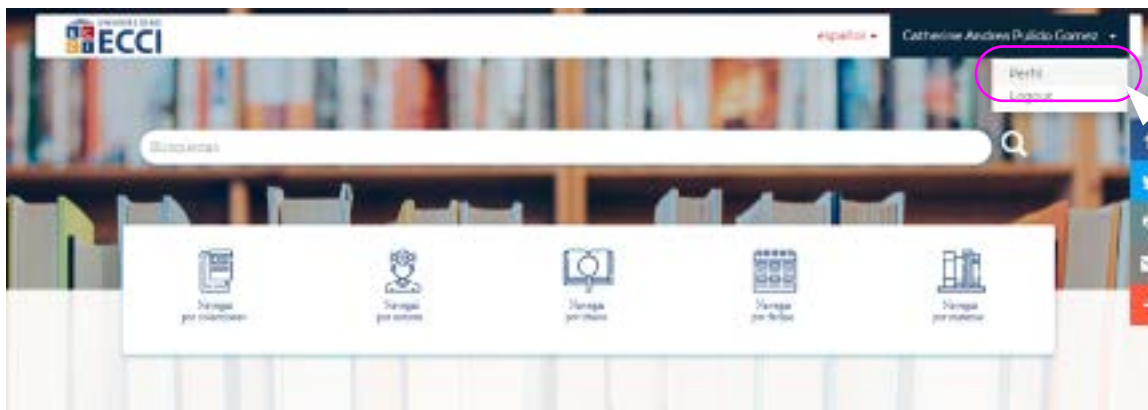 UNIVERSIDAD
ECCI
español
Catherine Andrea Pulido Gomez
Perfil
Logout
Búsquedas
Navegar
por colecciones
Navegar
por autores
Navegar
por títulos
Navegar
por fechas
Navegar
por materias